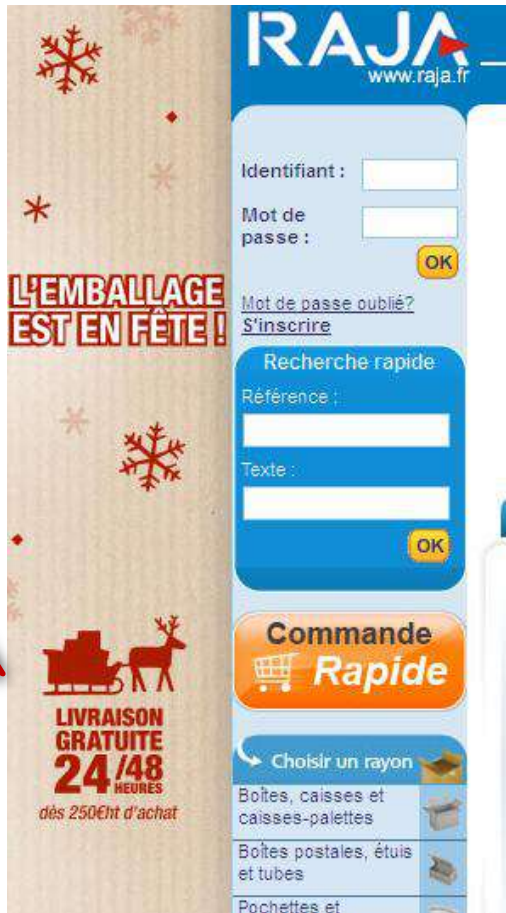 RAJA
www.raja.fr
Identifiant :
Mot de
passe :
OK
Mot de passe oublié?
S'inscrire
L'EMBALLAGE
EST EN FÊTE !
Recherche rapide
Référence :
Texte :
OK
Commande
Rapide
LIVRAISON
GRATUITE
24/48
HEURES
dès 250€ht d'achat
Choisir un rayon
Boîtes, caisses et
caisses-palettes
Boîtes postales, étuis
et tubes
Pochettes et